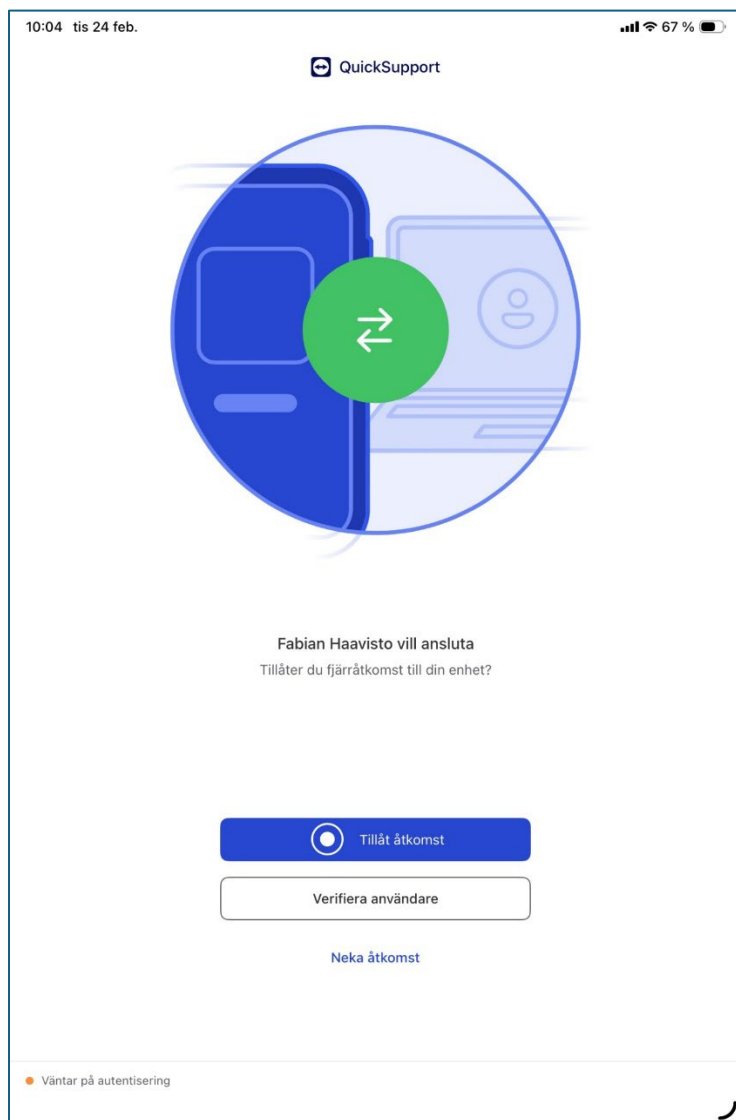 10:04 tis 24 feb.
67 %
QuickSupport
Fabian Haavisto vill ansluta
Tillåter du fjärråtkomst till din enhet?
Tillåt åtkomst
Verifiera användare
Neka åtkomst
Väntar på autentisering